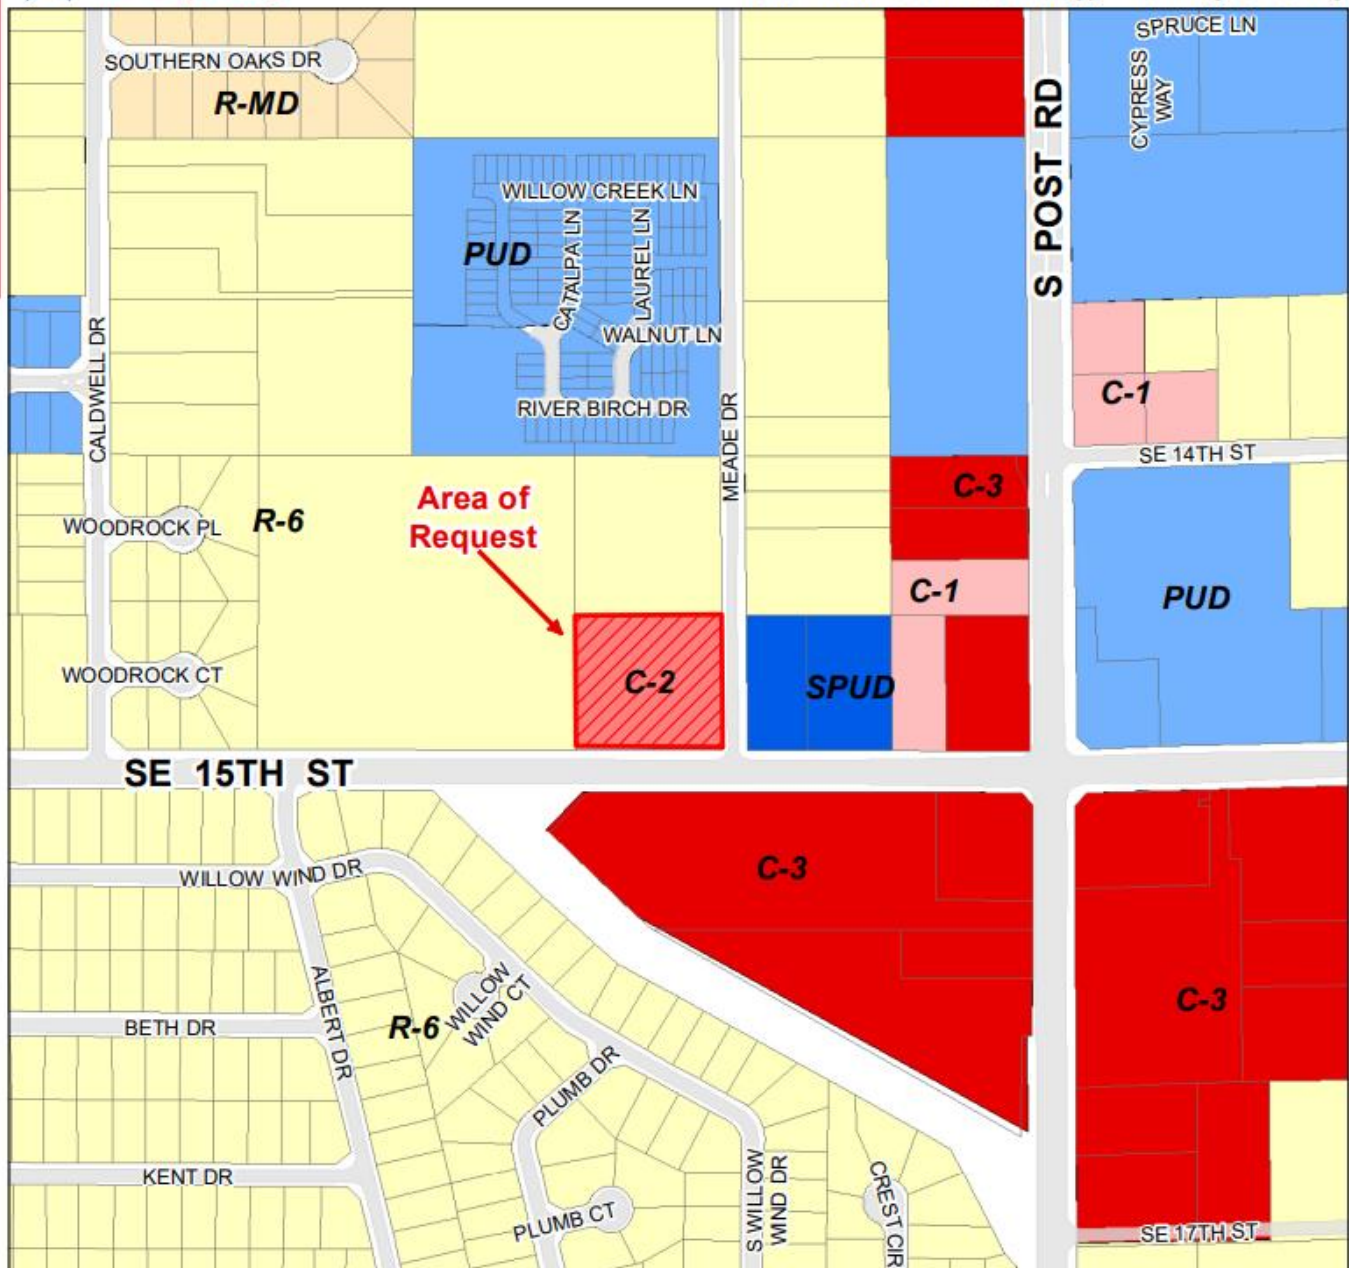 SPRUCE LN
SOUTHERN OAKS DR
CYPRESS
WAY
R-MD
S POST RD
WILLOW CREEK LN
PUD
CATALPA LN
LAUREL LN
WALNUT LN
CALDWELL DR
C-1
RIVER BIRCH DR
MEADE DR
SE 14TH ST
C-3
Area of
Request
WOODROCK PL
R-6
C-1
PUD
WOODROCK CT
C-2
SPUD
SE 15TH ST
C-3
WILLOW WIND DR
ALBERT DR
WILLOW
WIND CT
C-3
BETH DR
R-6
PLUMB DR
KENT DR
S WILLOW
WIND DR
CREST CIR
PLUMB CT
SE 17TH ST